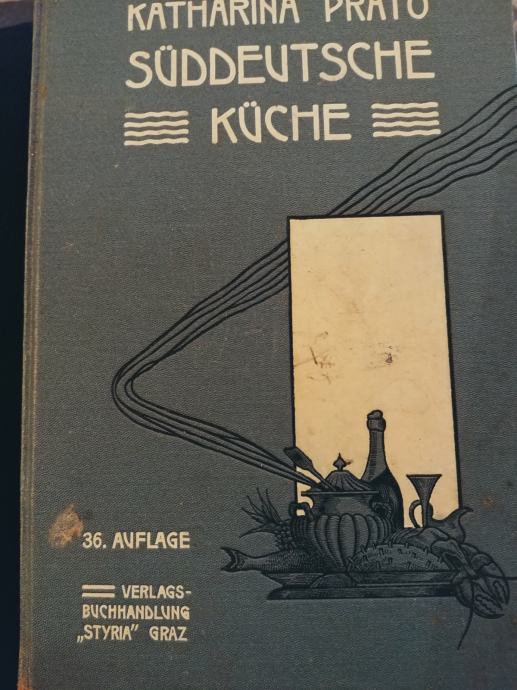 KATHARINA PRATO
SÜDDEUTSCHE
KÜCHE
36. AUFLAGE
VERLAGS-
BUCHHANDLUNG
„STYRIA" GRAZ